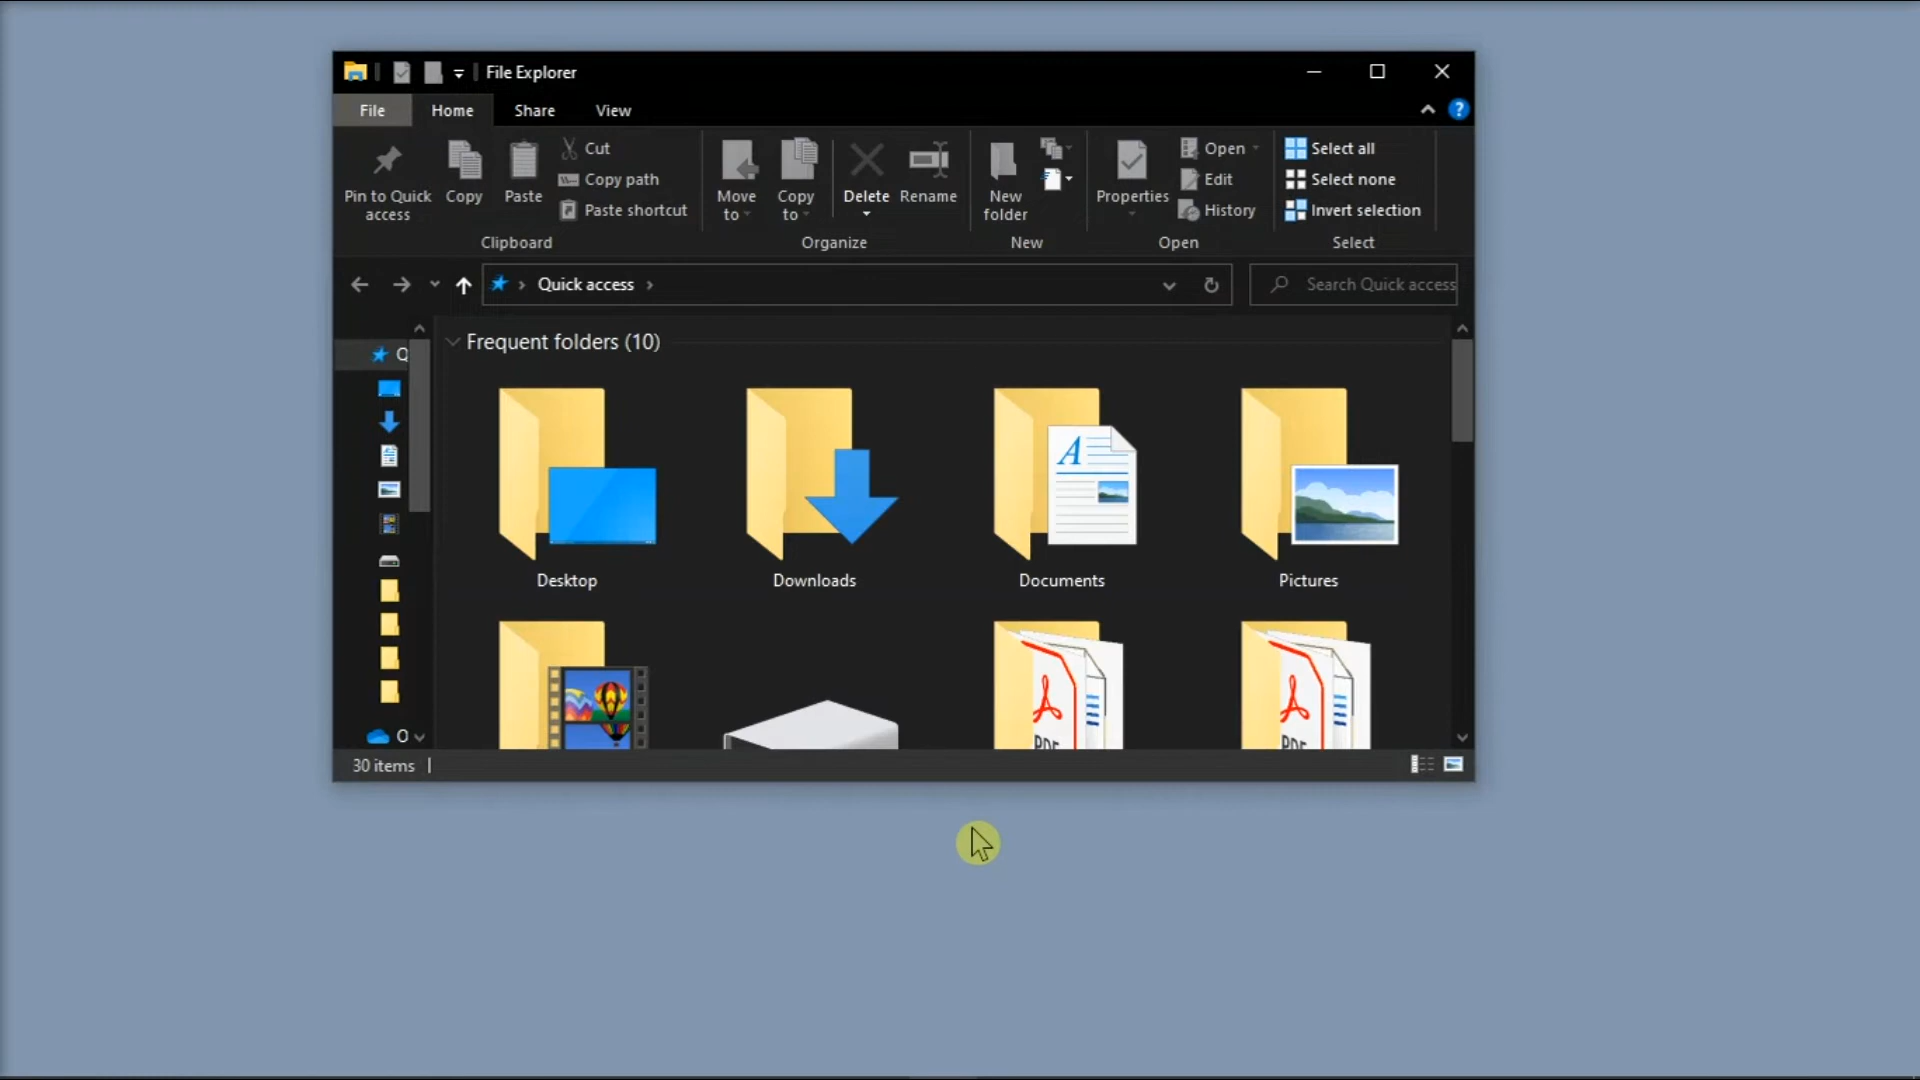 File Explorer
File Home Share View
Pin to Quick access
Copy
Paste
Cut
Copy path
Paste shortcut
Clipboard
Move to
Copy to
Delete
Rename
Organize
New folder
New
Properties
Open
Edit
History
Open
Select all
Select none
Invert selection
Select
Quick access
Search Quick access
Q
O
Frequent folders (10)
Desktop Downloads Documents Pictures
A
PDF PDF
30 items